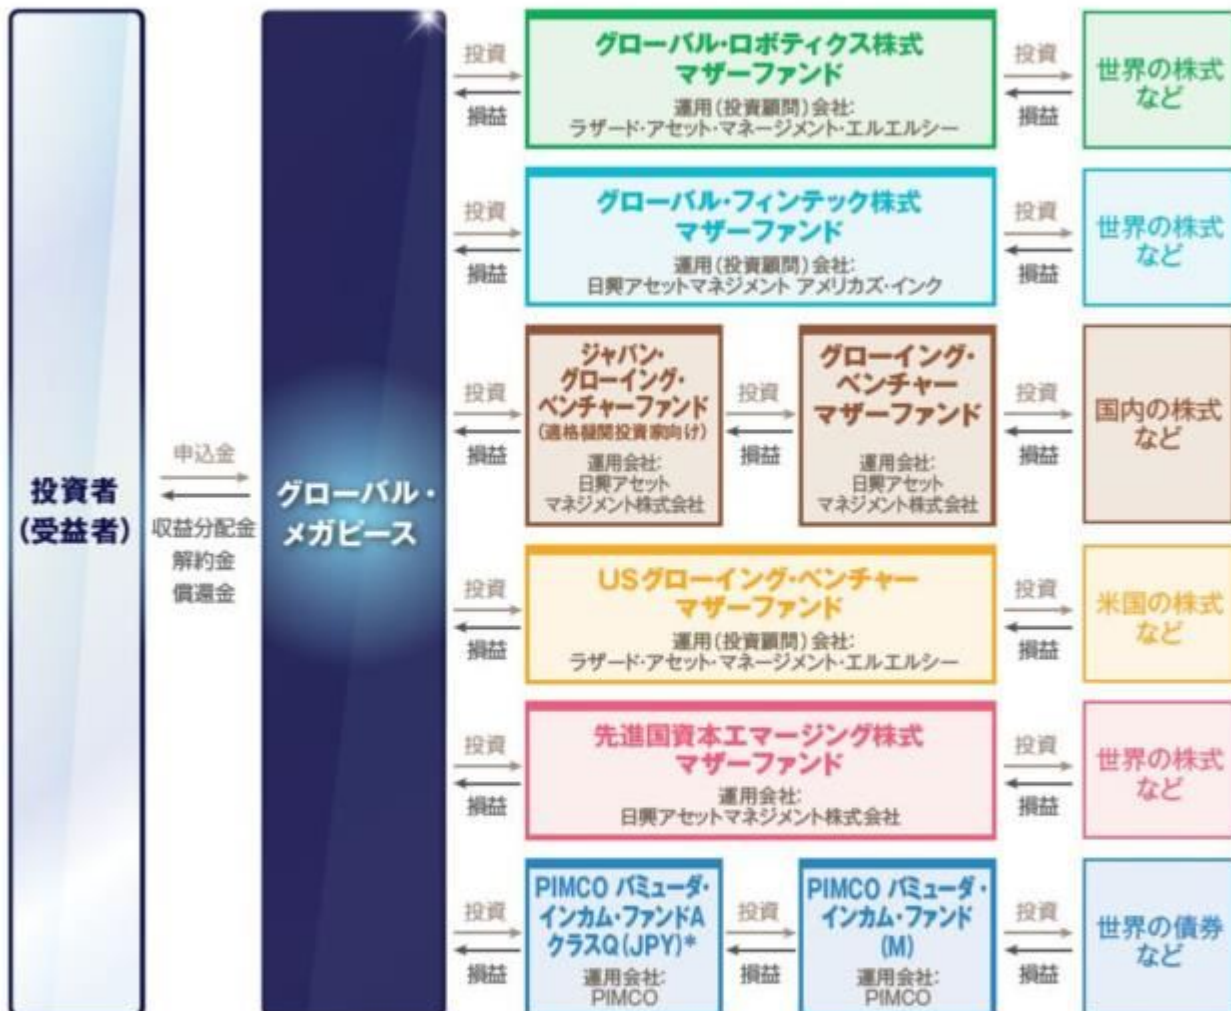 投資者
(受益者)
申込金
収益分配金
解約金
償還金
グローバル・
メガピース
投資
損益
グローバル・ロボティクス株式
マザーファンド
運用(投資顧問)会社:
ラザード・アセット・マネージメント・エルエルシー
投資
損益
世界の株式
など
投資
損益
グローバル・フィンテック株式
マザーファンド
運用(投資顧問)会社:
日興アセットマネジメント アメリカズ・インク
投資
損益
世界の株式
など
投資
損益
ジャパン・
グローイング・
ベンチャーファンド
(適格機関投資家向け)
運用会社:
日興アセット
マネジメント株式会社
投資
損益
グローイング・
ベンチャー
マザーファンド
運用会社:
日興アセット
マネジメント株式会社
投資
損益
国内の株式
など
投資
損益
USグローイング・ベンチャー
マザーファンド
運用(投資顧問)会社:
ラザード・アセット・マネージメント・エルエルシー
投資
損益
米国の株式
など
投資
損益
先進国資本エマージング株式
マザーファンド
運用会社:
日興アセットマネジメント株式会社
投資
損益
世界の株式
など
投資
損益
PIMCO バミューダ・
インカム・ファンドA
クラスQ(JPY)*
運用会社:
PIMCO
投資
損益
PIMCO バミューダ・
インカム・ファンド
(M)
運用会社:
PIMCO
投資
損益
世界の債券
など